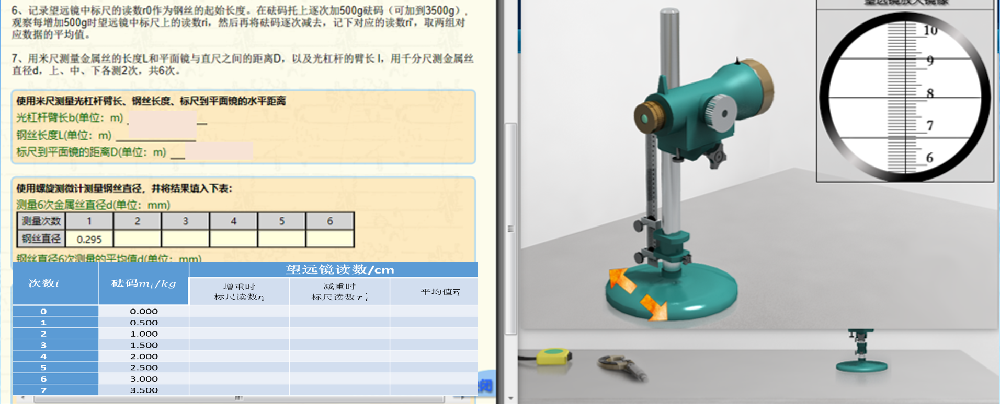 6、记录望远镜中标尺的读数r0作为钢丝的起始长度。在砝码托上逐次加500g砝码（可加到3500g），
观察每增加500g时望远镜中标尺上的读数ri，然后再将砝码逐次减去，记下对应的读数ri'，取两组对
应数据的平均值。
7、用米尺测量金属丝的长度L和平面镜与直尺之间的距离D，以及光杠杆的臂长 l，用千分尺测金属丝
直径d，上、中、下各测2次，共6次。
使用米尺测量光杠杆臂长、钢丝长度、标尺到平面镜的水平距离
光杠杆臂长b(单位：m)
钢丝长度L(单位：m)
标尺到平面镜的距离D(单位：m)
使用螺旋测微计测量钢丝直径，并将结果填入下表：
测量6次金属丝直径d(单位：mm)
测量次数 1 2 3 4 5 6
钢丝直径 0.295
钢丝直径6次测量的平均值d(单位：mm)
次数i 砝码mᵢ/kg 望远镜读数/cm
增重时 标尺读数rᵢ 减重时 标尺读数 r′ᵢ 平均值r̅ᵢ
0 0.000
1 0.500
2 1.000
3 1.500
4 2.000
5 2.500
6 3.000
7 3.500
闭
望远镜放大镜像
10
9
8
7
6